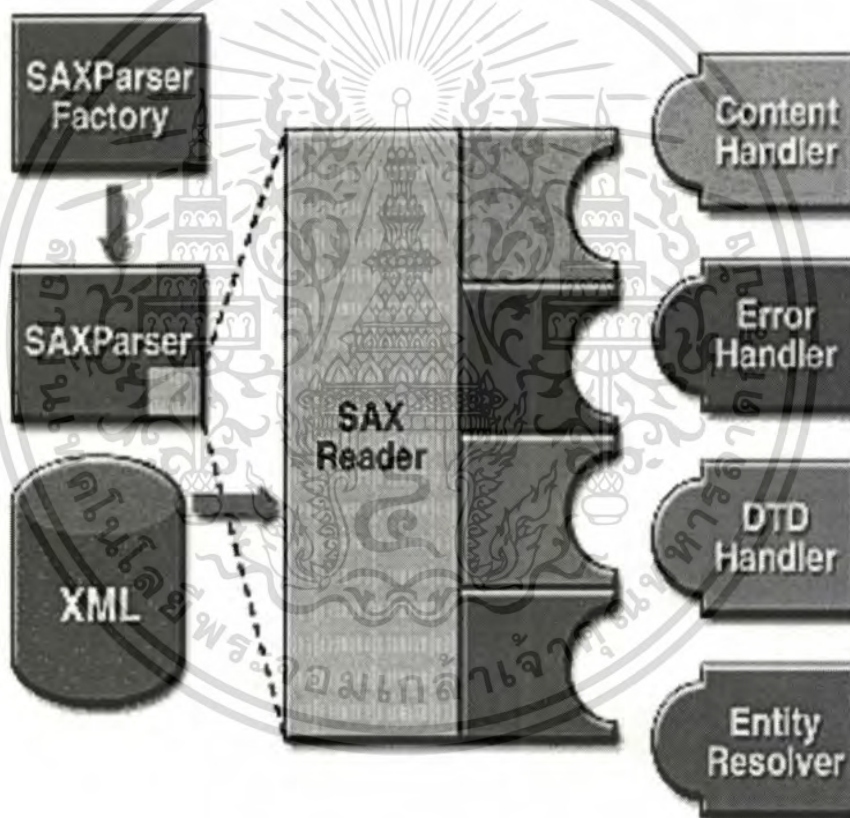 SAXParser
Factory
SAXParser
XML
SAX
Reader
Content
Handler
Error
Handler
DTD
Handler
Entity
Resolver